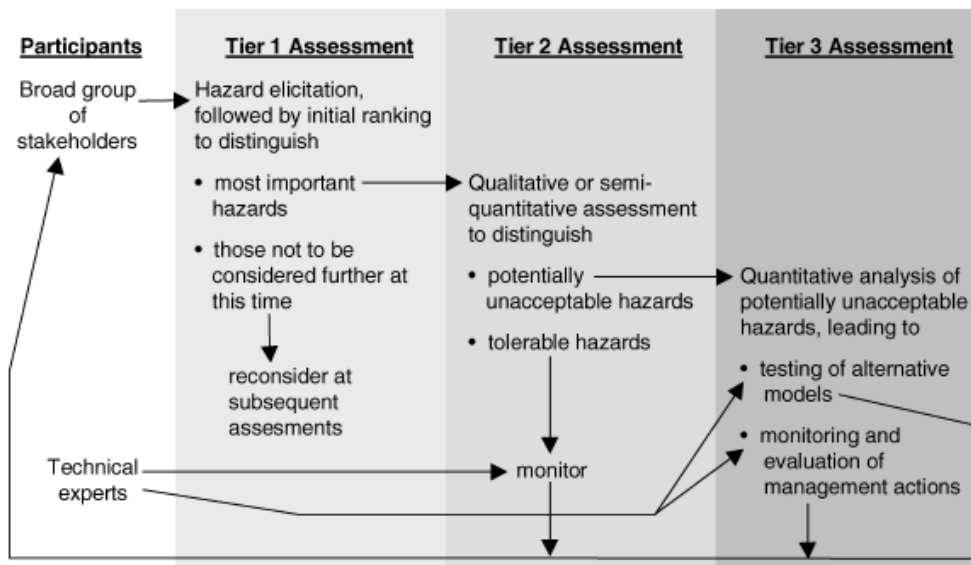 Participants
Broad group
of
stakeholders
Technical
experts
Tier 1 Assessment
Hazard elicitation,
followed by initial ranking
to distinguish
• most important
hazards
• those not to be
considered further at
this time
reconsider at
subsequent
assesments
Tier 2 Assessment
Qualitative or semi-
quantitative assessment
to distinguish
• potentially
unacceptable hazards
• tolerable hazards
monitor
Tier 3 Assessment
Quantitative analysis of
potentially unacceptable
hazards, leading to
• testing of alternative
models
• monitoring and
evaluation of
management actions